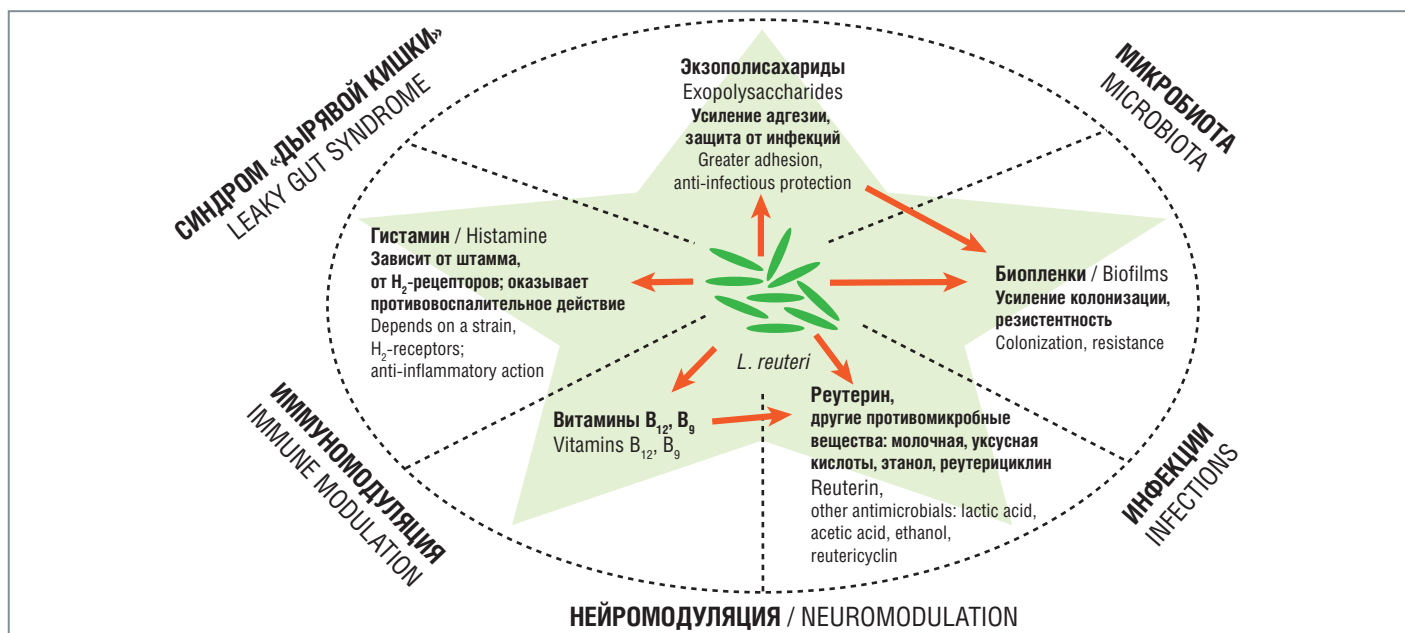 СИНДРОМ «ДЫРЯВОЙ КИШКИ»
LEAKY GUT SYNDROME
МИКРОБИОТА
MICROBIOTA
Экзополисахариды
Exopolysaccharides
Усиление адгезии,
защита от инфекций
Greater adhesion,
anti-infectious protection
Гистамин / Histamine
Зависит от штамма,
от H₂-рецепторов; оказывает
противовоспалительное действие
Depends on a strain,
H₂-receptors;
anti-inflammatory action
Биопленки / Biofilms
Усиление колонизации,
резистентность
Colonization, resistance
L. reuteri
Витамины B₁₂, B₉
Vitamins B₁₂, B₉
Реутерин,
другие противомикробные
вещества: молочная, уксусная
кислоты, этанол, реутерициклин
Reuterin,
other antimicrobials: lactic acid,
acetic acid, ethanol,
reutericyclin
ИММУНОМОДУЛЯЦИЯ
IMMUNE MODULATION
ИНФЕКЦИИ
INFECTIONS
НЕЙРОМОДУЛЯЦИЯ / NEUROMODULATION